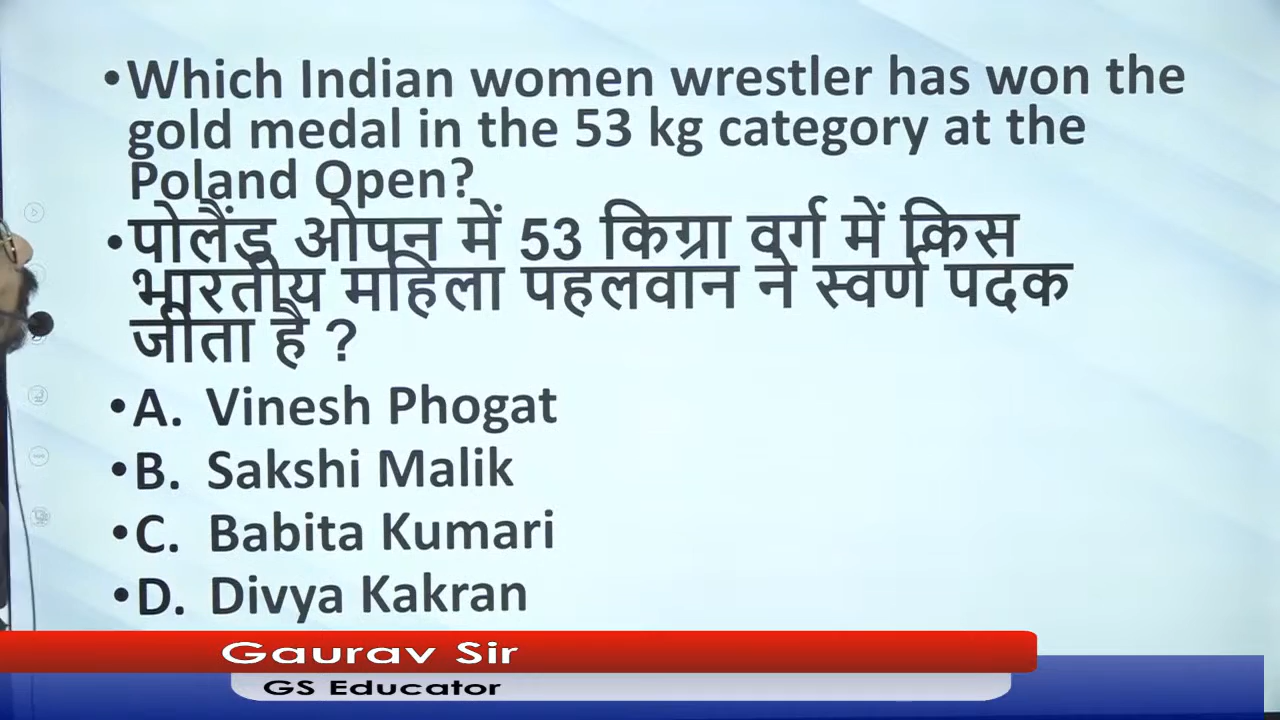 •Which Indian women wrestler has won the
gold medal in the 53 kg category at the
Poland Open?
•पोलैंड ओपन में 53 किग्रा वर्ग में किस
भारतीय महिला पहलवान ने स्वर्ण पदक
जीता है ?
•A. Vinesh Phogat
•B. Sakshi Malik
•C. Babita Kumari
•D. Divya Kakran
Gaurav Sir
GS Educator